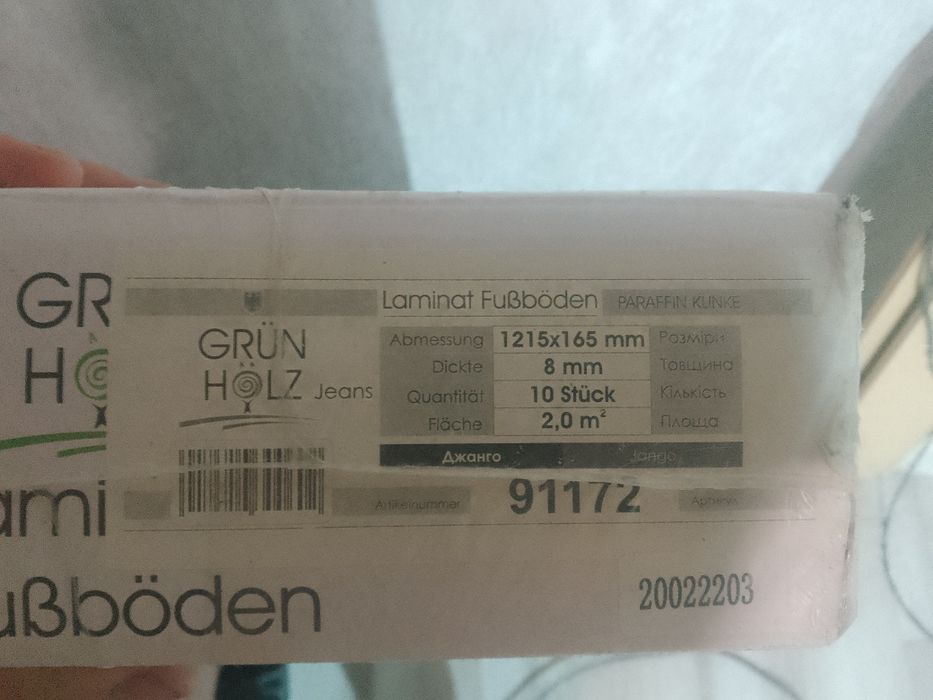 GR
H
ami
ußböden
GRÜN
HÖLZ Jeans
Laminat Fußböden PARAFFIN KLINKE
Abmessung 1215x165 mm Розміри
Dickte 8 mm Товщина
Quantität 10 Stück Кількість
Fläche 2,0 m² Площа
Джанго Jango
Artikelnummer 91172 Артикул
20022203